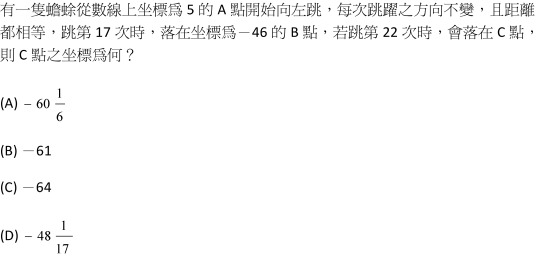 有一隻蟾蜍從數線上坐標爲 5 的 A 點開始向左跳，每次跳躍之方向不變，且距離
都相等，跳第 17 次時，落在坐標爲－46 的 B 點，若跳第 22 次時，會落在 C 點，
則 C 點之坐標爲何？
(A) – 60 1/6
(B) －61
(C) －64
(D) – 48 1/17